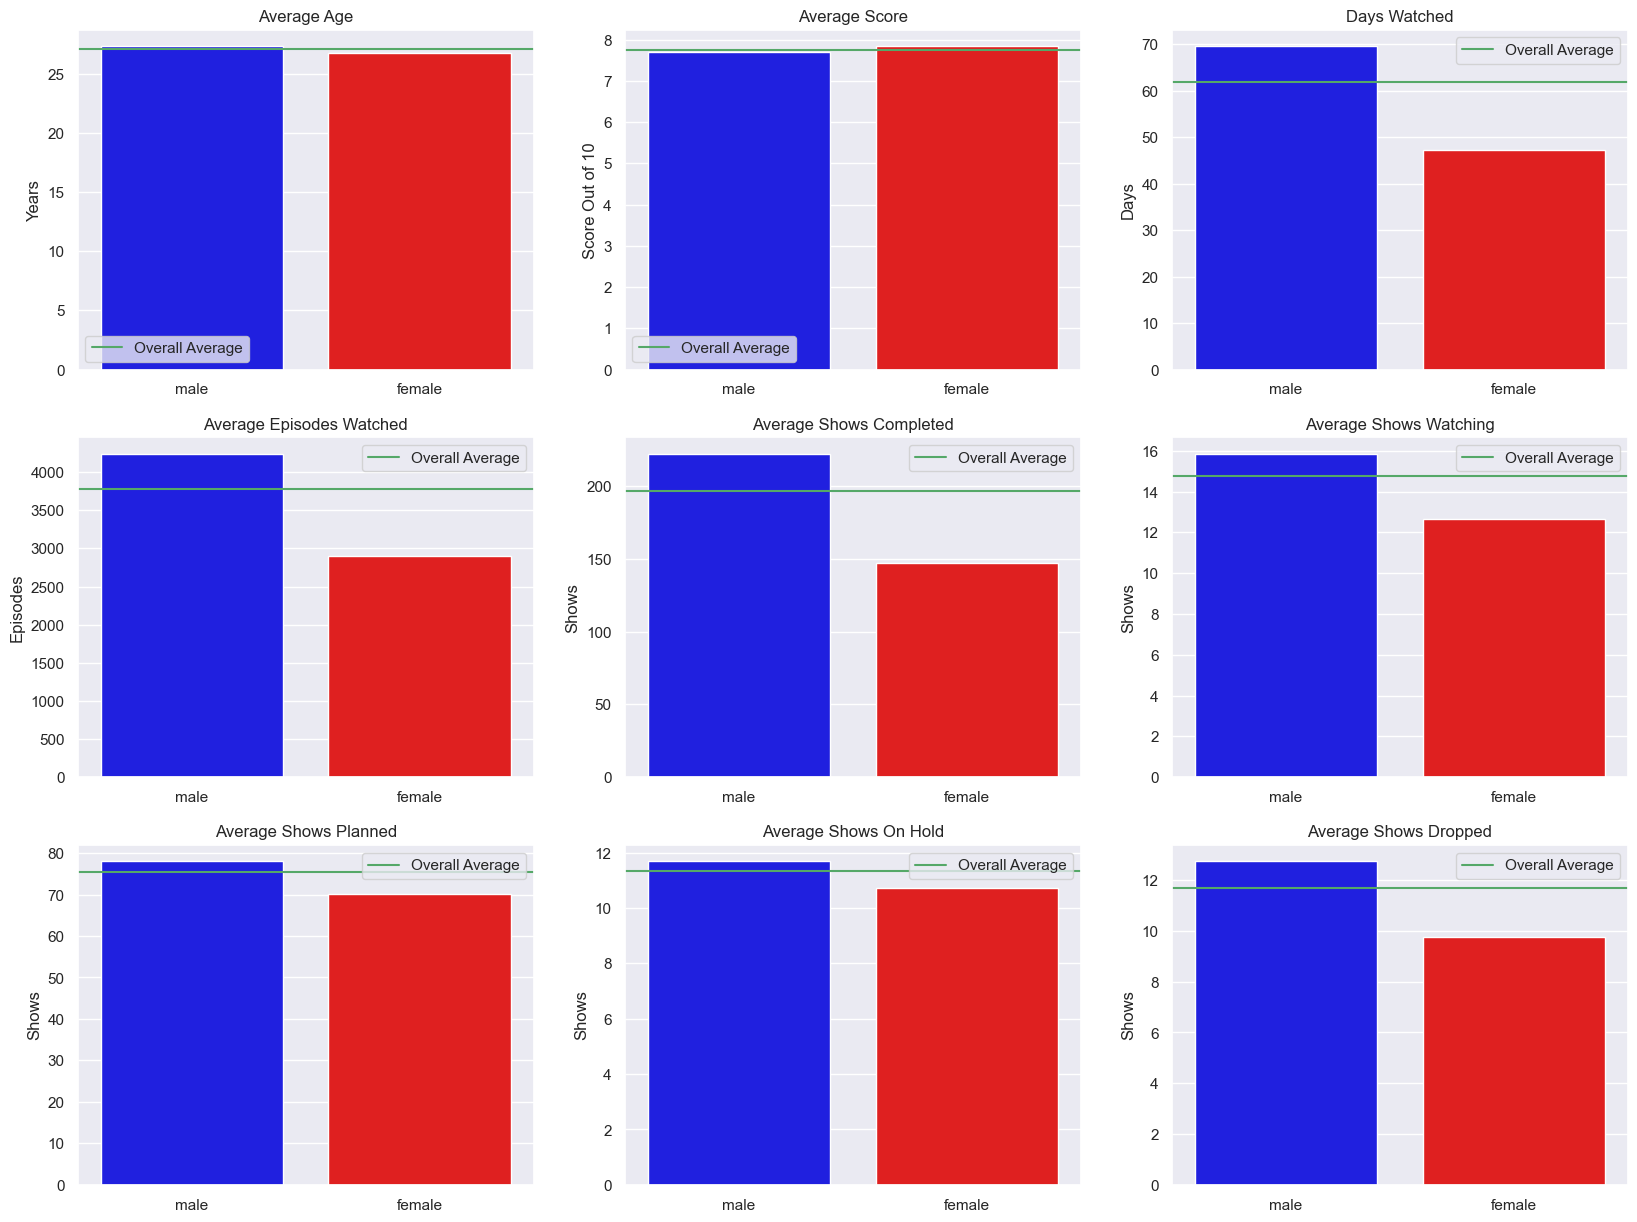 Average Age
Years
25
20
15
10
5
0
Overall Average
male
female
Average Score
Score Out of 10
8
7
6
5
4
3
2
1
0
Overall Average
male
female
Days Watched
Days
70
60
50
40
30
20
10
0
Overall Average
male
female
Average Episodes Watched
Episodes
4000
3500
3000
2500
2000
1500
1000
500
0
Overall Average
male
female
Average Shows Completed
Shows
200
150
100
50
0
Overall Average
male
female
Average Shows Watching
Shows
16
14
12
10
8
6
4
2
0
Overall Average
male
female
Average Shows Planned
Shows
80
70
60
50
40
30
20
10
0
Overall Average
male
female
Average Shows On Hold
Shows
12
10
8
6
4
2
0
Overall Average
male
female
Average Shows Dropped
Shows
12
10
8
6
4
2
0
Overall Average
male
female